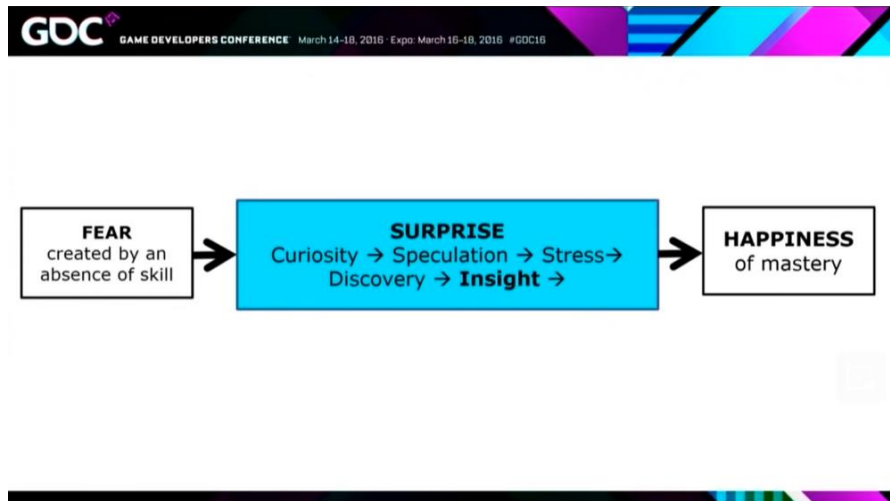 GDC
GAME DEVELOPERS CONFERENCE March 14–18, 2016 · Expo: March 16–18, 2016 #GDC16
FEAR
created by an
absence of skill
SURPRISE
Curiosity → Speculation → Stress→
Discovery → Insight →
HAPPINESS
of mastery